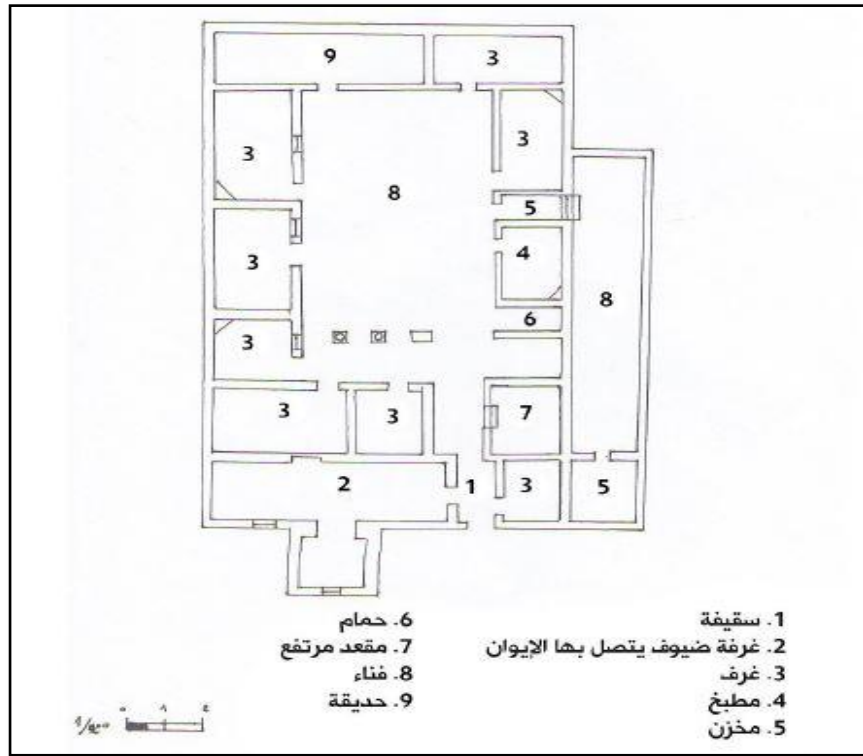 9
3
3
3
8
5
3
4
8
6
3
3
3
7
2
1
3
5
1. سقيفة
2. غرفة ضيوف يتصل بها الإيوان
3. غرف
4. مطبخ
5. مخزن
6. حمام
7. مقعد مرتفع
8. فناء
9. حديقة